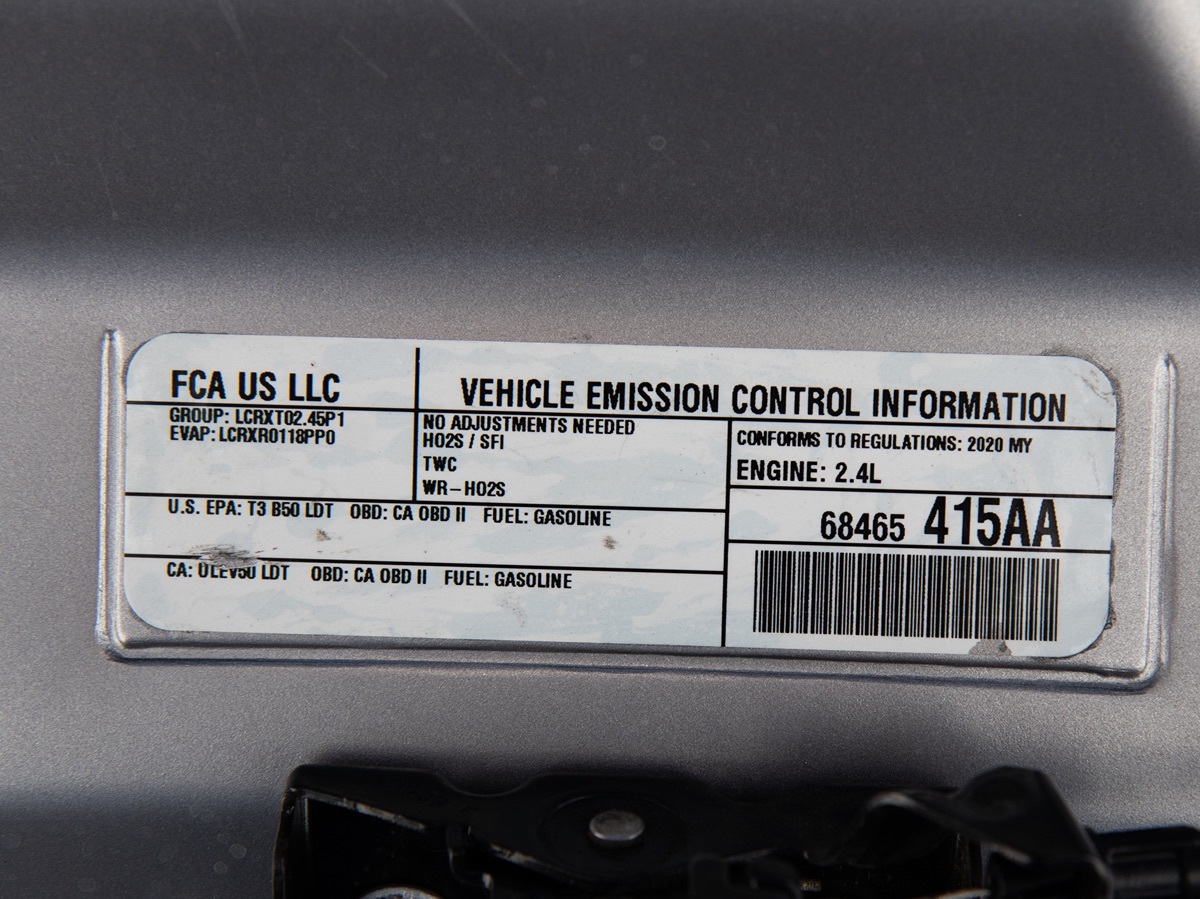 FCA US LLC
VEHICLE EMISSION CONTROL INFORMATION
GROUP: LCRXT02.45P1
EVAP: LCRXR0118PP0
NO ADJUSTMENTS NEEDED
HO2S / SFI
TWC
WR-HO2S
CONFORMS TO REGULATIONS: 2020 MY
ENGINE: 2.4L
68465 415AA
U.S. EPA: T3 B50 LDT OBD: CA OBD II FUEL: GASOLINE
CA: ULEV50 LDT OBD: CA OBD II FUEL: GASOLINE